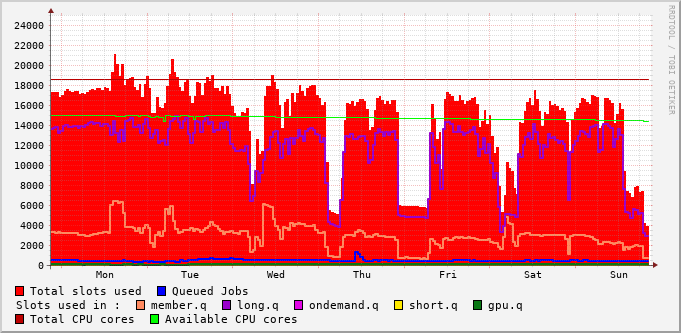 RRDTOOL / TOBI OETIKER
24000
22000
20000
18000
16000
14000
12000
10000
8000
6000
4000
2000
0
Mon Tue Wed Thu Fri Sat Sun
Total slots used Queued Jobs
Slots used in : member.q long.q ondemand.q short.q gpu.q
Total CPU cores Available CPU cores